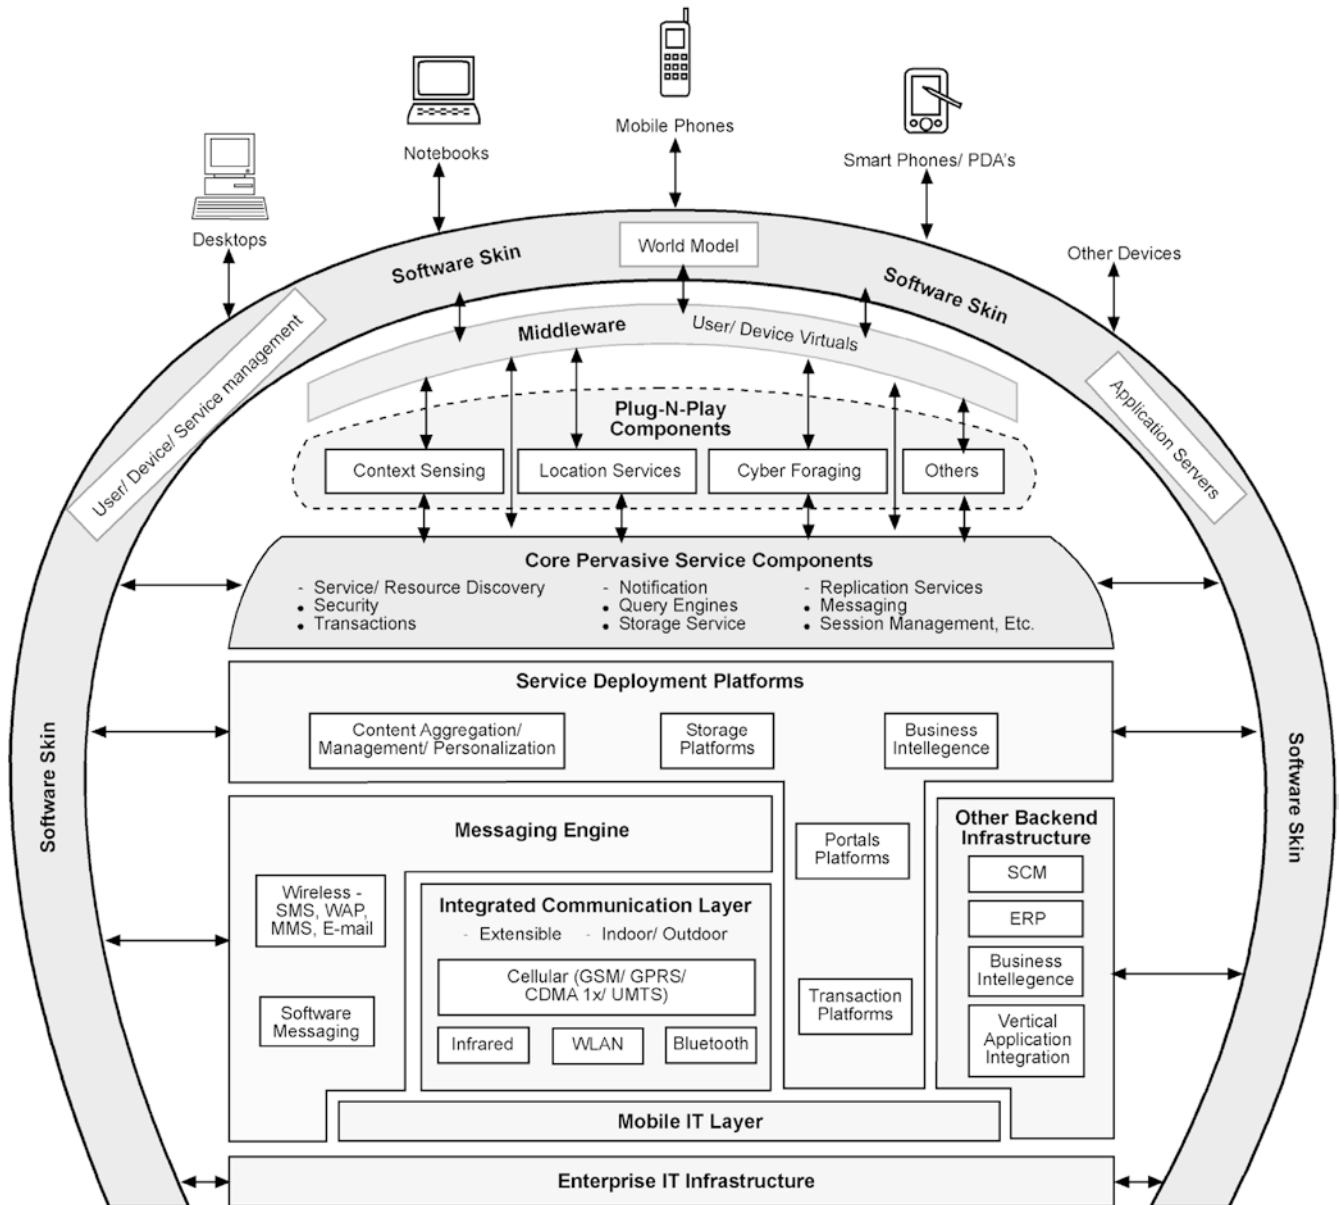 Mobile Phones
Notebooks
Smart Phones/ PDA's
Desktops
Other Devices
World Model
Software Skin
Software Skin
User/ Device/ Service management
Middleware
User/ Device Virtuals
Application Servers
Plug-N-Play
Components
Context Sensing
Location Services
Cyber Foraging
Others
Core Pervasive Service Components
- Service/ Resource Discovery
• Security
• Transactions
- Notification
• Query Engines
• Storage Service
- Replication Services
• Messaging
• Session Management, Etc.
Service Deployment Platforms
Content Aggregation/
Management/ Personalization
Storage
Platforms
Business
Intellegence
Software Skin
Software Skin
Messaging Engine
Wireless -
SMS, WAP,
MMS, E-mail
Software
Messaging
Integrated Communication Layer
- Extensible - Indoor/ Outdoor
Cellular (GSM/ GPRS/
CDMA 1x/ UMTS)
Infrared
WLAN
Bluetooth
Portals
Platforms
Transaction
Platforms
Other Backend
Infrastructure
SCM
ERP
Business
Intellegence
Vertical
Application
Integration
Mobile IT Layer
Enterprise IT Infrastructure